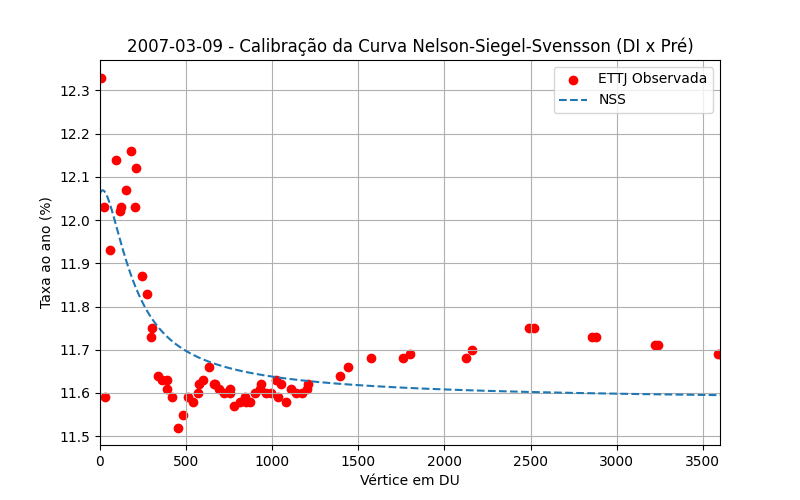 2007-03-09 - Calibração da Curva Nelson-Siegel-Svensson (DI x Pré)
ETTJ Observada
NSS
Taxa ao ano (%)
12.3
12.2
12.1
12.0
11.9
11.8
11.7
11.6
11.5
0 500 1000 1500 2000 2500 3000 3500
Vértice em DU